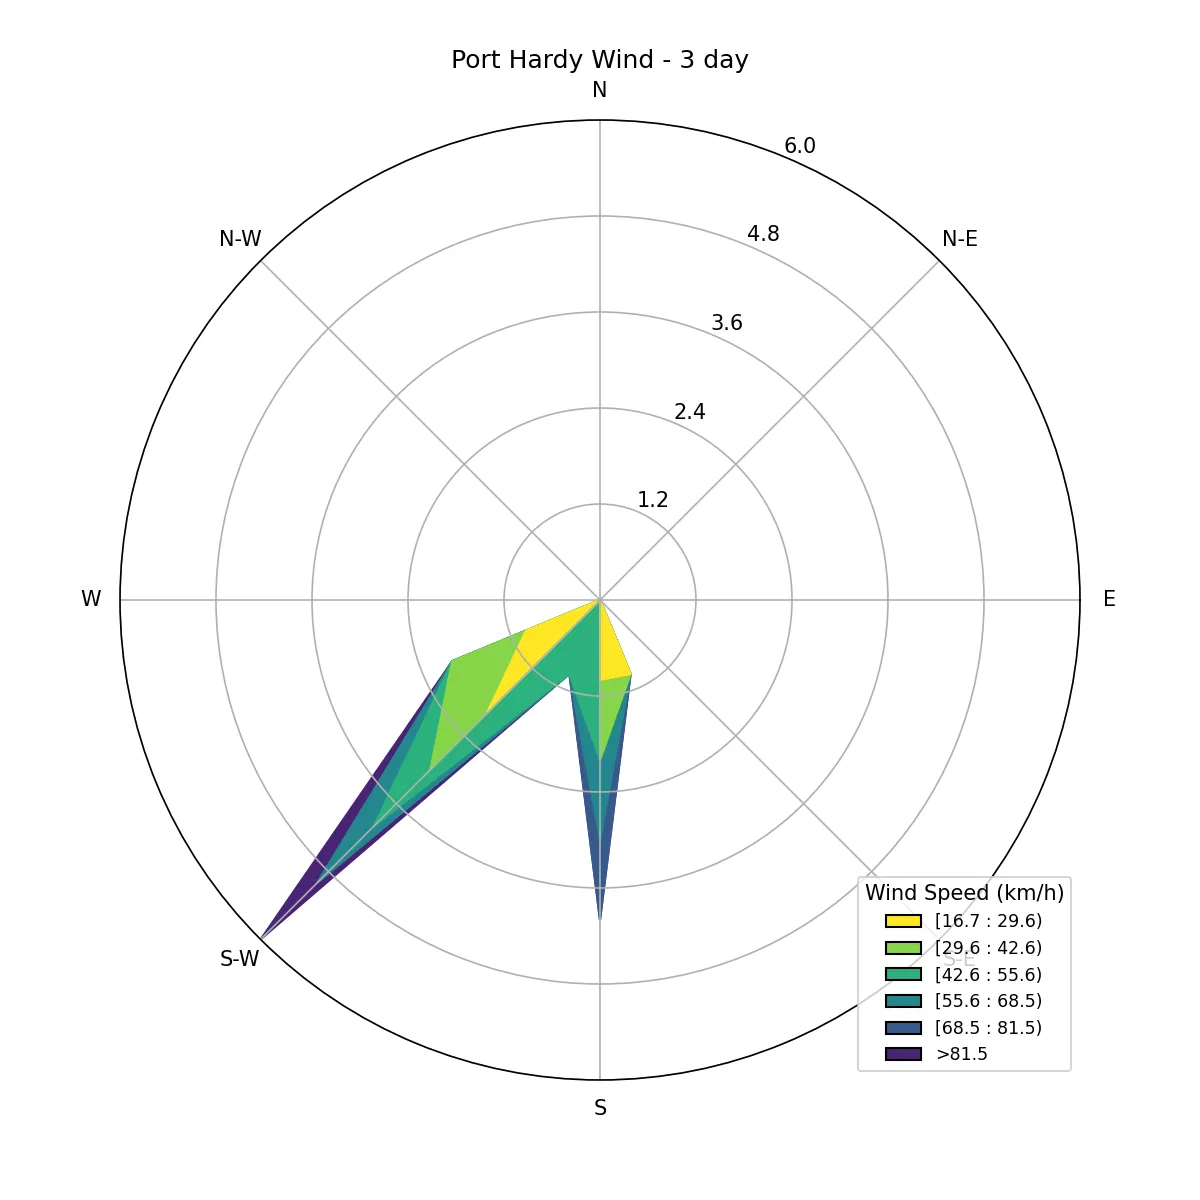 Port Hardy Wind - 3 day
N
6.0
N-W
N-E
4.8
3.6
2.4
1.2
W
E
Wind Speed (km/h)
[16.7 : 29.6)
[29.6 : 42.6)
S-W
S-E
[42.6 : 55.6)
[55.6 : 68.5)
[68.5 : 81.5)
>81.5
S